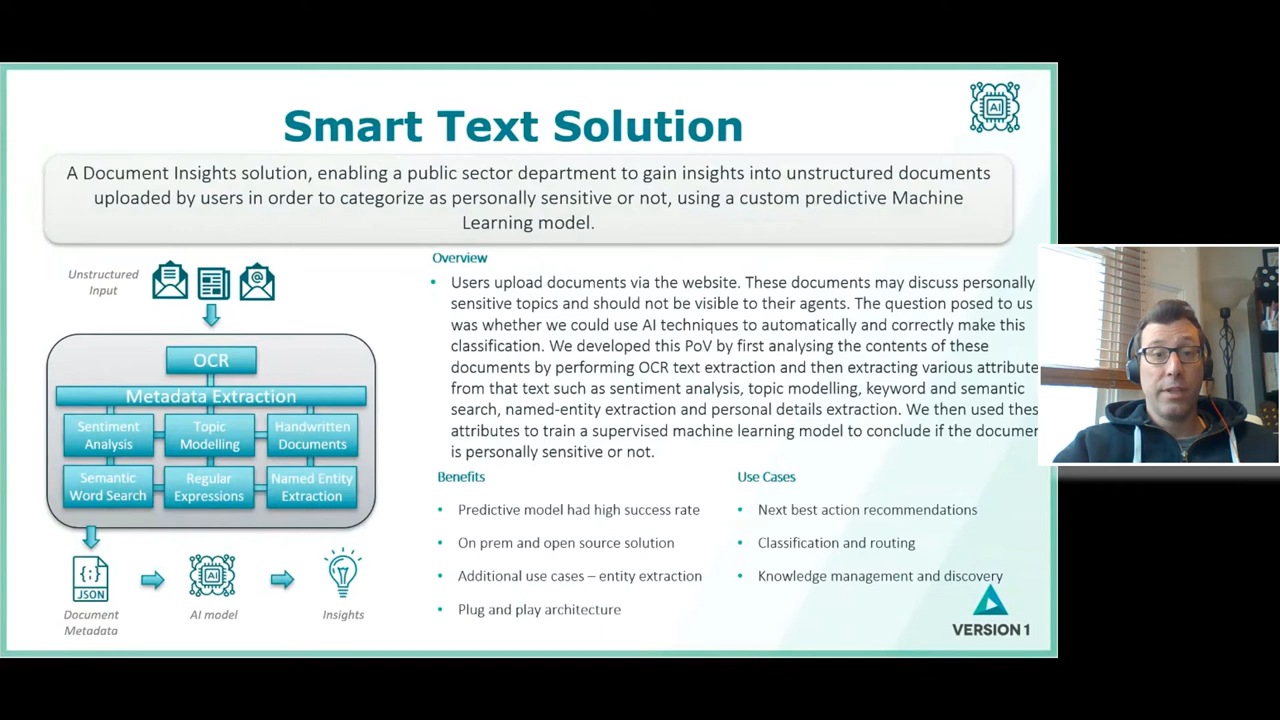 Smart Text Solution
AI
A Document Insights solution, enabling a public sector department to gain insights into unstructured documents
uploaded by users in order to categorize as personally sensitive or not, using a custom predictive Machine
Learning model.
Unstructured
Input
OCR
Metadata Extraction
Sentiment
Analysis
Topic
Modelling
Handwritten
Documents
Semantic
Word Search
Regular
Expressions
Named Entity
Extraction
{:}
JSON
AI
Document
Metadata
AI model
Insights
Overview
• Users upload documents via the website. These documents may discuss personally
sensitive topics and should not be visible to their agents. The question posed to us
was whether we could use AI techniques to automatically and correctly make this
classification. We developed this PoV by first analysing the contents of these
documents by performing OCR text extraction and then extracting various attribute
from that text such as sentiment analysis, topic modelling, keyword and semantic
search, named-entity extraction and personal details extraction. We then used thes
attributes to train a supervised machine learning model to conclude if the documer
is personally sensitive or not.
Benefits
• Predictive model had high success rate
• On prem and open source solution
• Additional use cases – entity extraction
• Plug and play architecture
Use Cases
• Next best action recommendations
• Classification and routing
• Knowledge management and discovery
VERSION 1